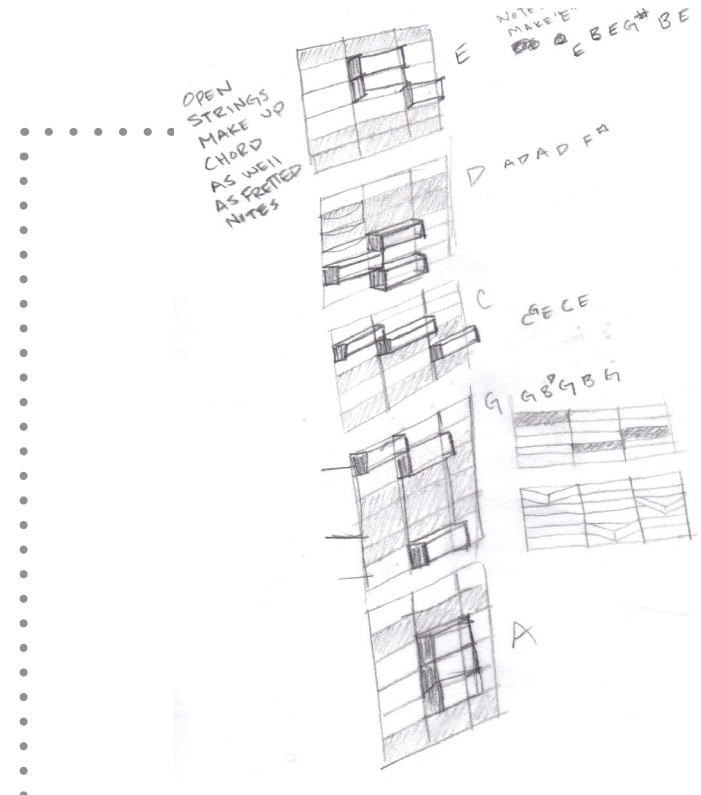 NOTE
MAKE 'E'
E B E G# B E
E
OPEN
STRINGS
MAKE UP
CHORD
AS WELL
AS FRETTED
NOTES
D A D A D F#
C
C G E C E
G G B D G B G
A